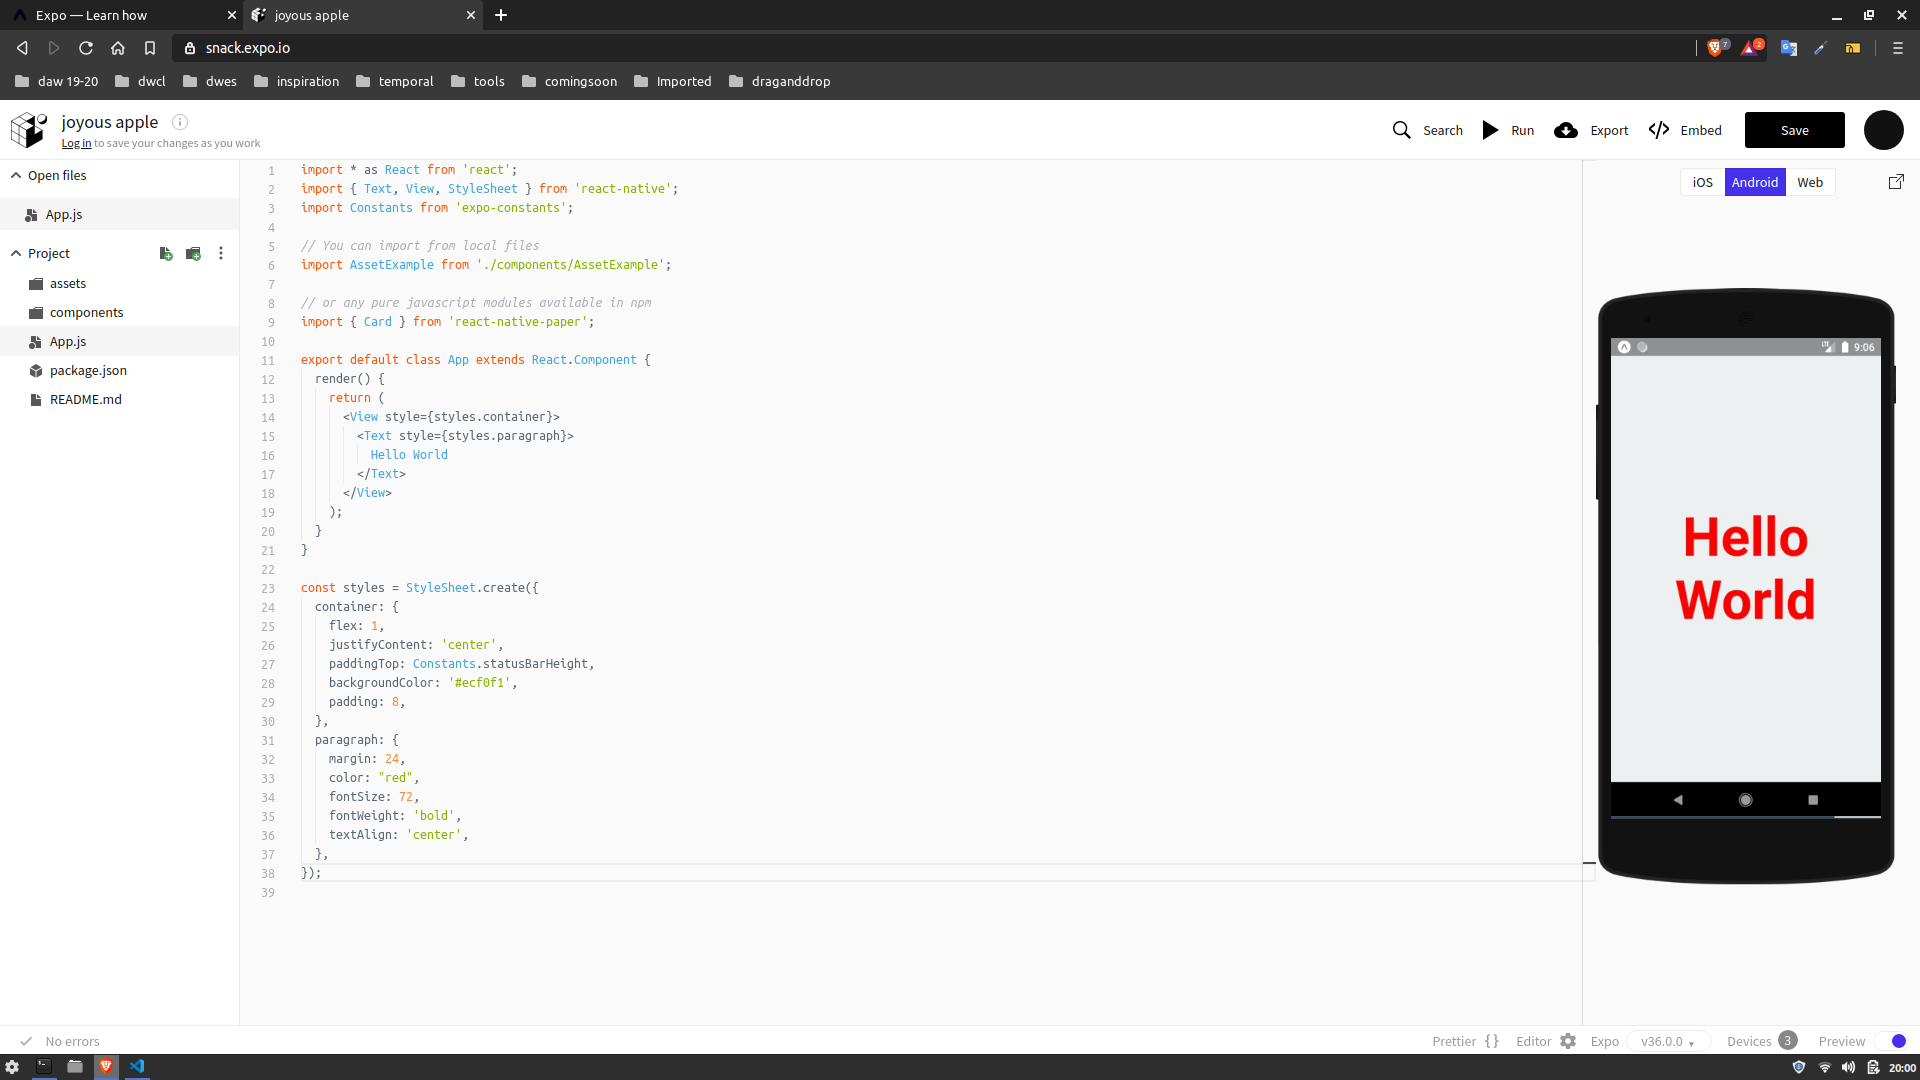 Expo — Learn how
joyous apple
snack.expo.io
7
2
daw 19-20 dwcl dwes inspiration temporal tools comingsoon Imported draganddrop
joyous apple
Log in to save your changes as you work
Search Run Export Embed Save
Open files
App.js
Project
assets
components
App.js
package.json
README.md
1 import * as React from 'react';
2 import { Text, View, StyleSheet } from 'react-native';
3 import Constants from 'expo-constants';
4
5 // You can import from local files
6 import AssetExample from './components/AssetExample';
7
8 // or any pure javascript modules available in npm
9 import { Card } from 'react-native-paper';
10
11 export default class App extends React.Component {
12 render() {
13 return (
14 <View style={styles.container}>
15 <Text style={styles.paragraph}>
16 Hello World
17 </Text>
18 </View>
19 );
20 }
21 }
22
23 const styles = StyleSheet.create({
24 container: {
25 flex: 1,
26 justifyContent: 'center',
27 paddingTop: Constants.statusBarHeight,
28 backgroundColor: '#ecf0f1',
29 padding: 8,
30 },
31 paragraph: {
32 margin: 24,
33 color: "red",
34 fontSize: 72,
35 fontWeight: 'bold',
36 textAlign: 'center',
37 },
38 });
39
iOS Android Web
LTE 9:06
Hello
World
No errors
Prettier { } Editor Expo v36.0.0 Devices 3 Preview
20:00